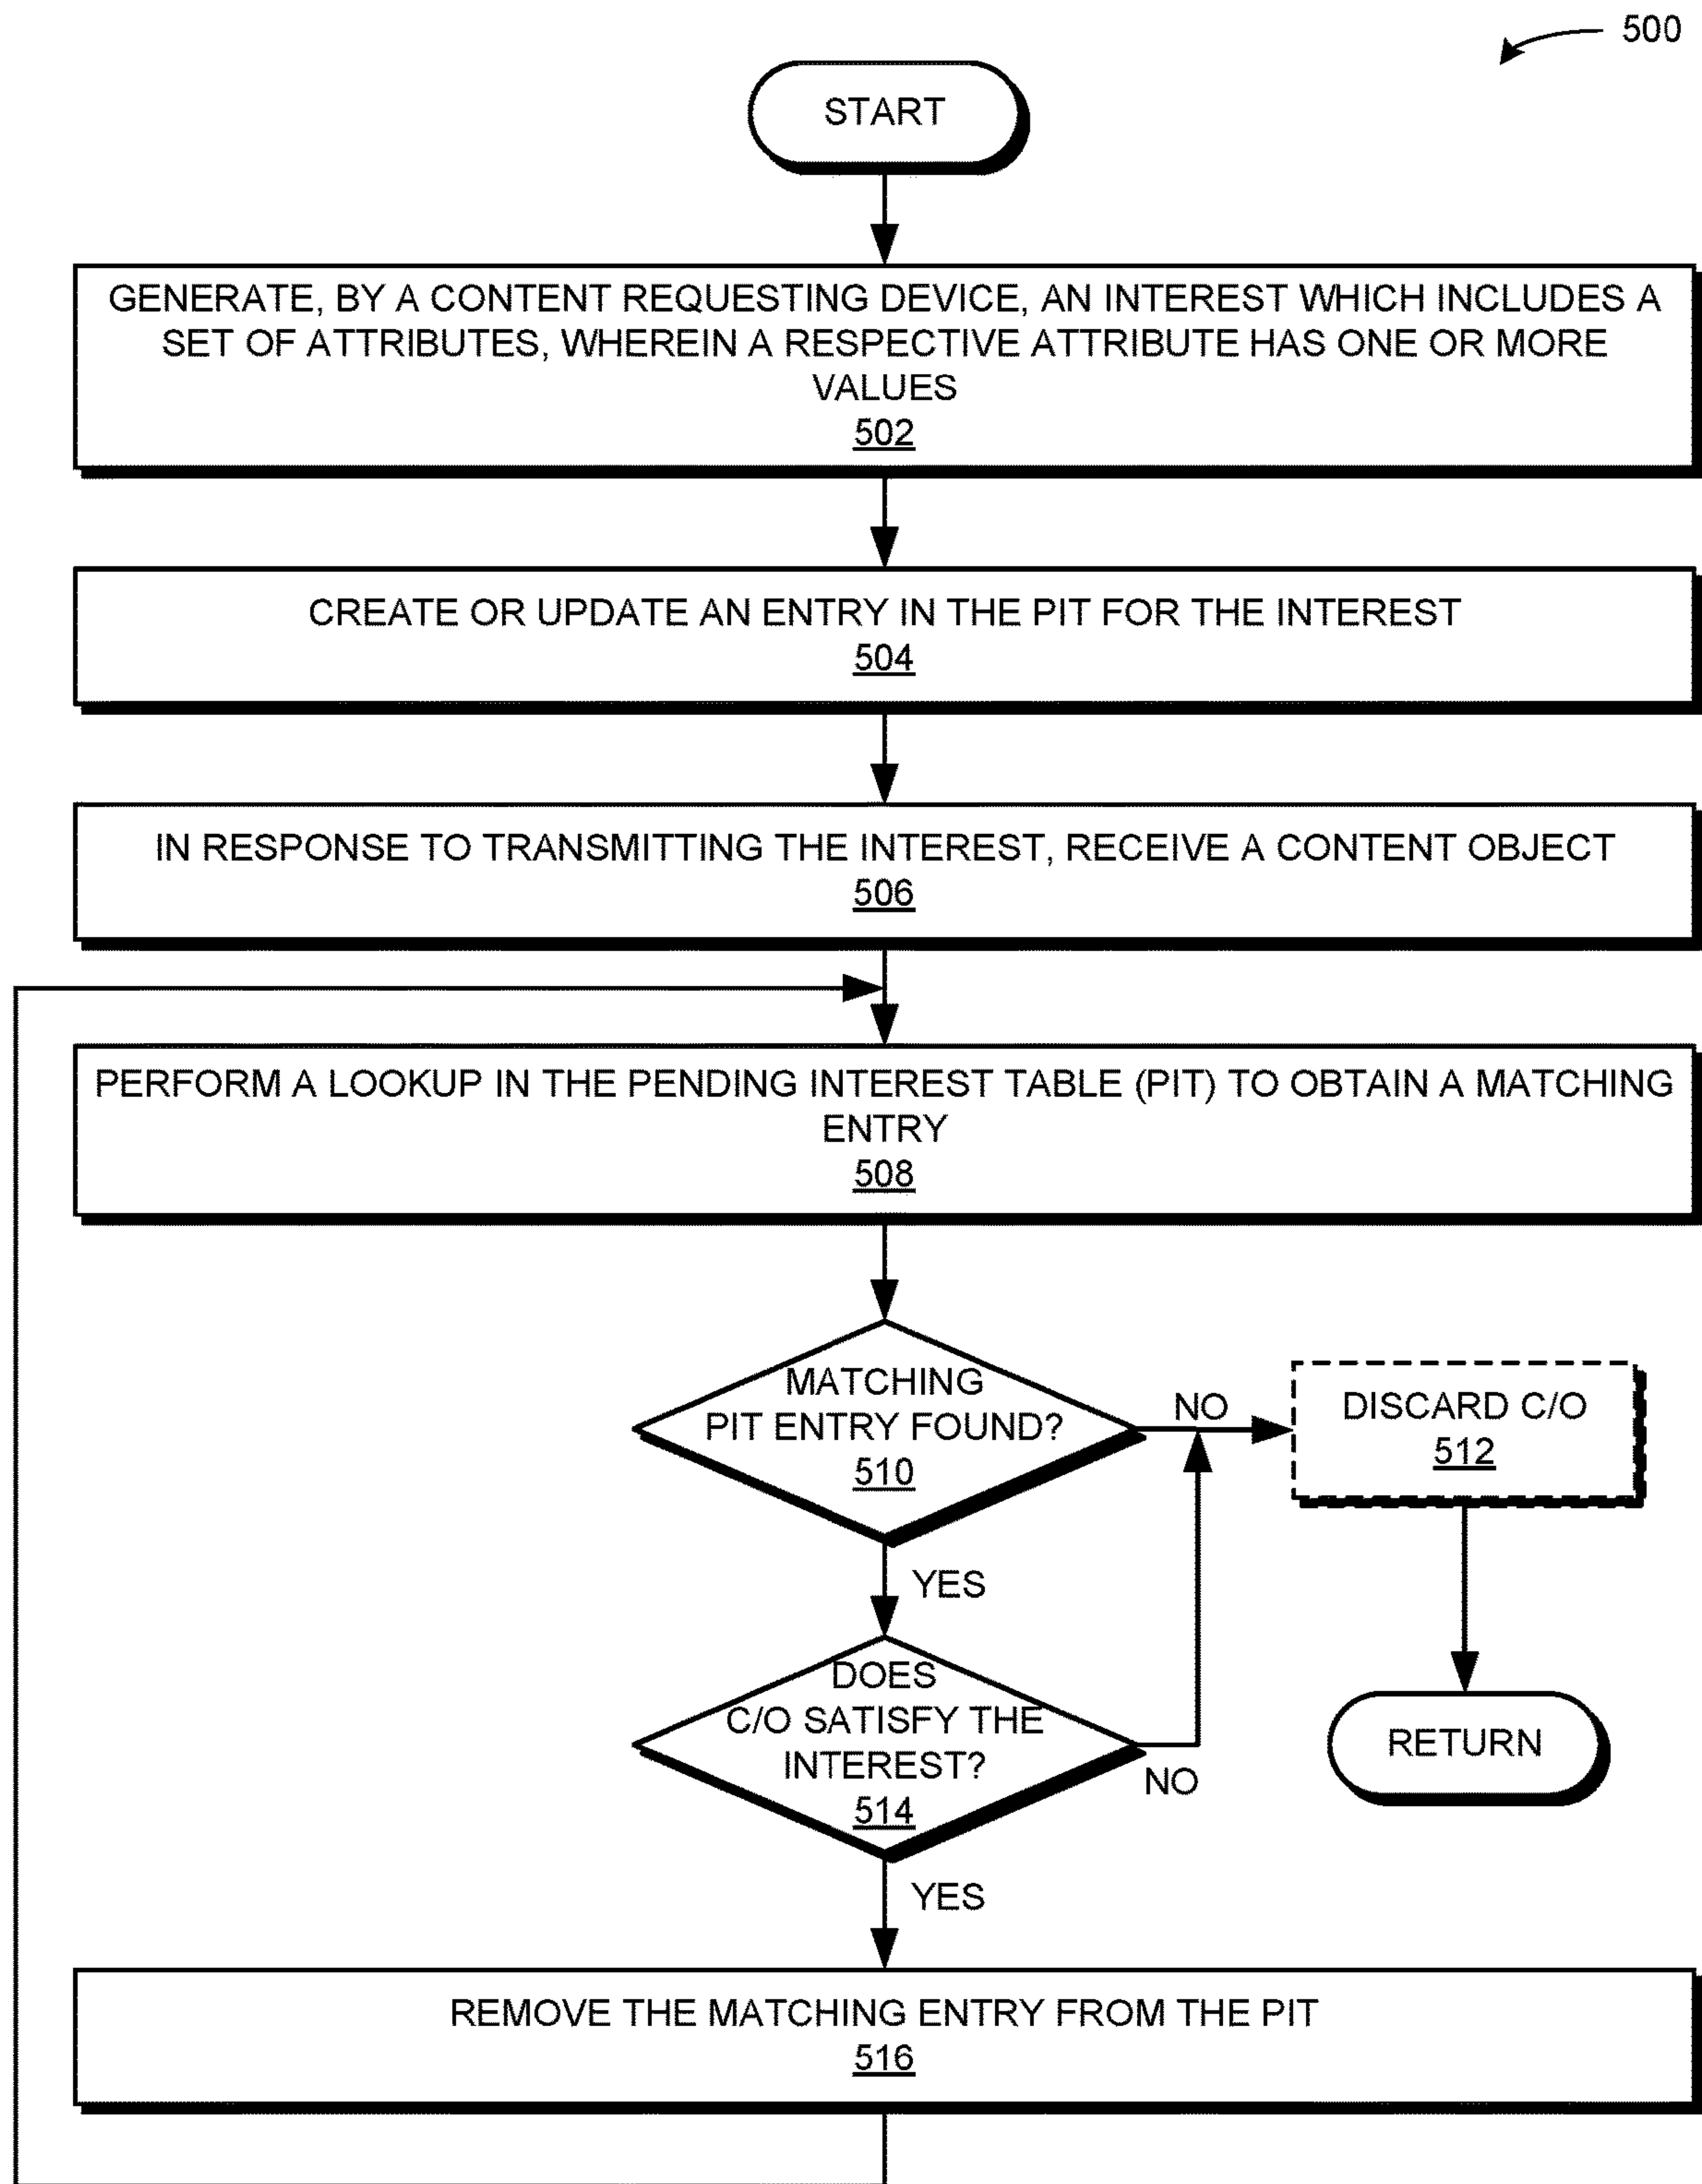 500
START
GENERATE, BY A CONTENT REQUESTING DEVICE, AN INTEREST WHICH INCLUDES A
SET OF ATTRIBUTES, WHEREIN A RESPECTIVE ATTRIBUTE HAS ONE OR MORE
VALUES
502
CREATE OR UPDATE AN ENTRY IN THE PIT FOR THE INTEREST
504
IN RESPONSE TO TRANSMITTING THE INTEREST, RECEIVE A CONTENT OBJECT
506
PERFORM A LOOKUP IN THE PENDING INTEREST TABLE (PIT) TO OBTAIN A MATCHING
ENTRY
508
MATCHING
PIT ENTRY FOUND?
510
NO
DISCARD C/O
512
YES
DOES
C/O SATISFY THE
INTEREST?
514
NO
RETURN
YES
REMOVE THE MATCHING ENTRY FROM THE PIT
516